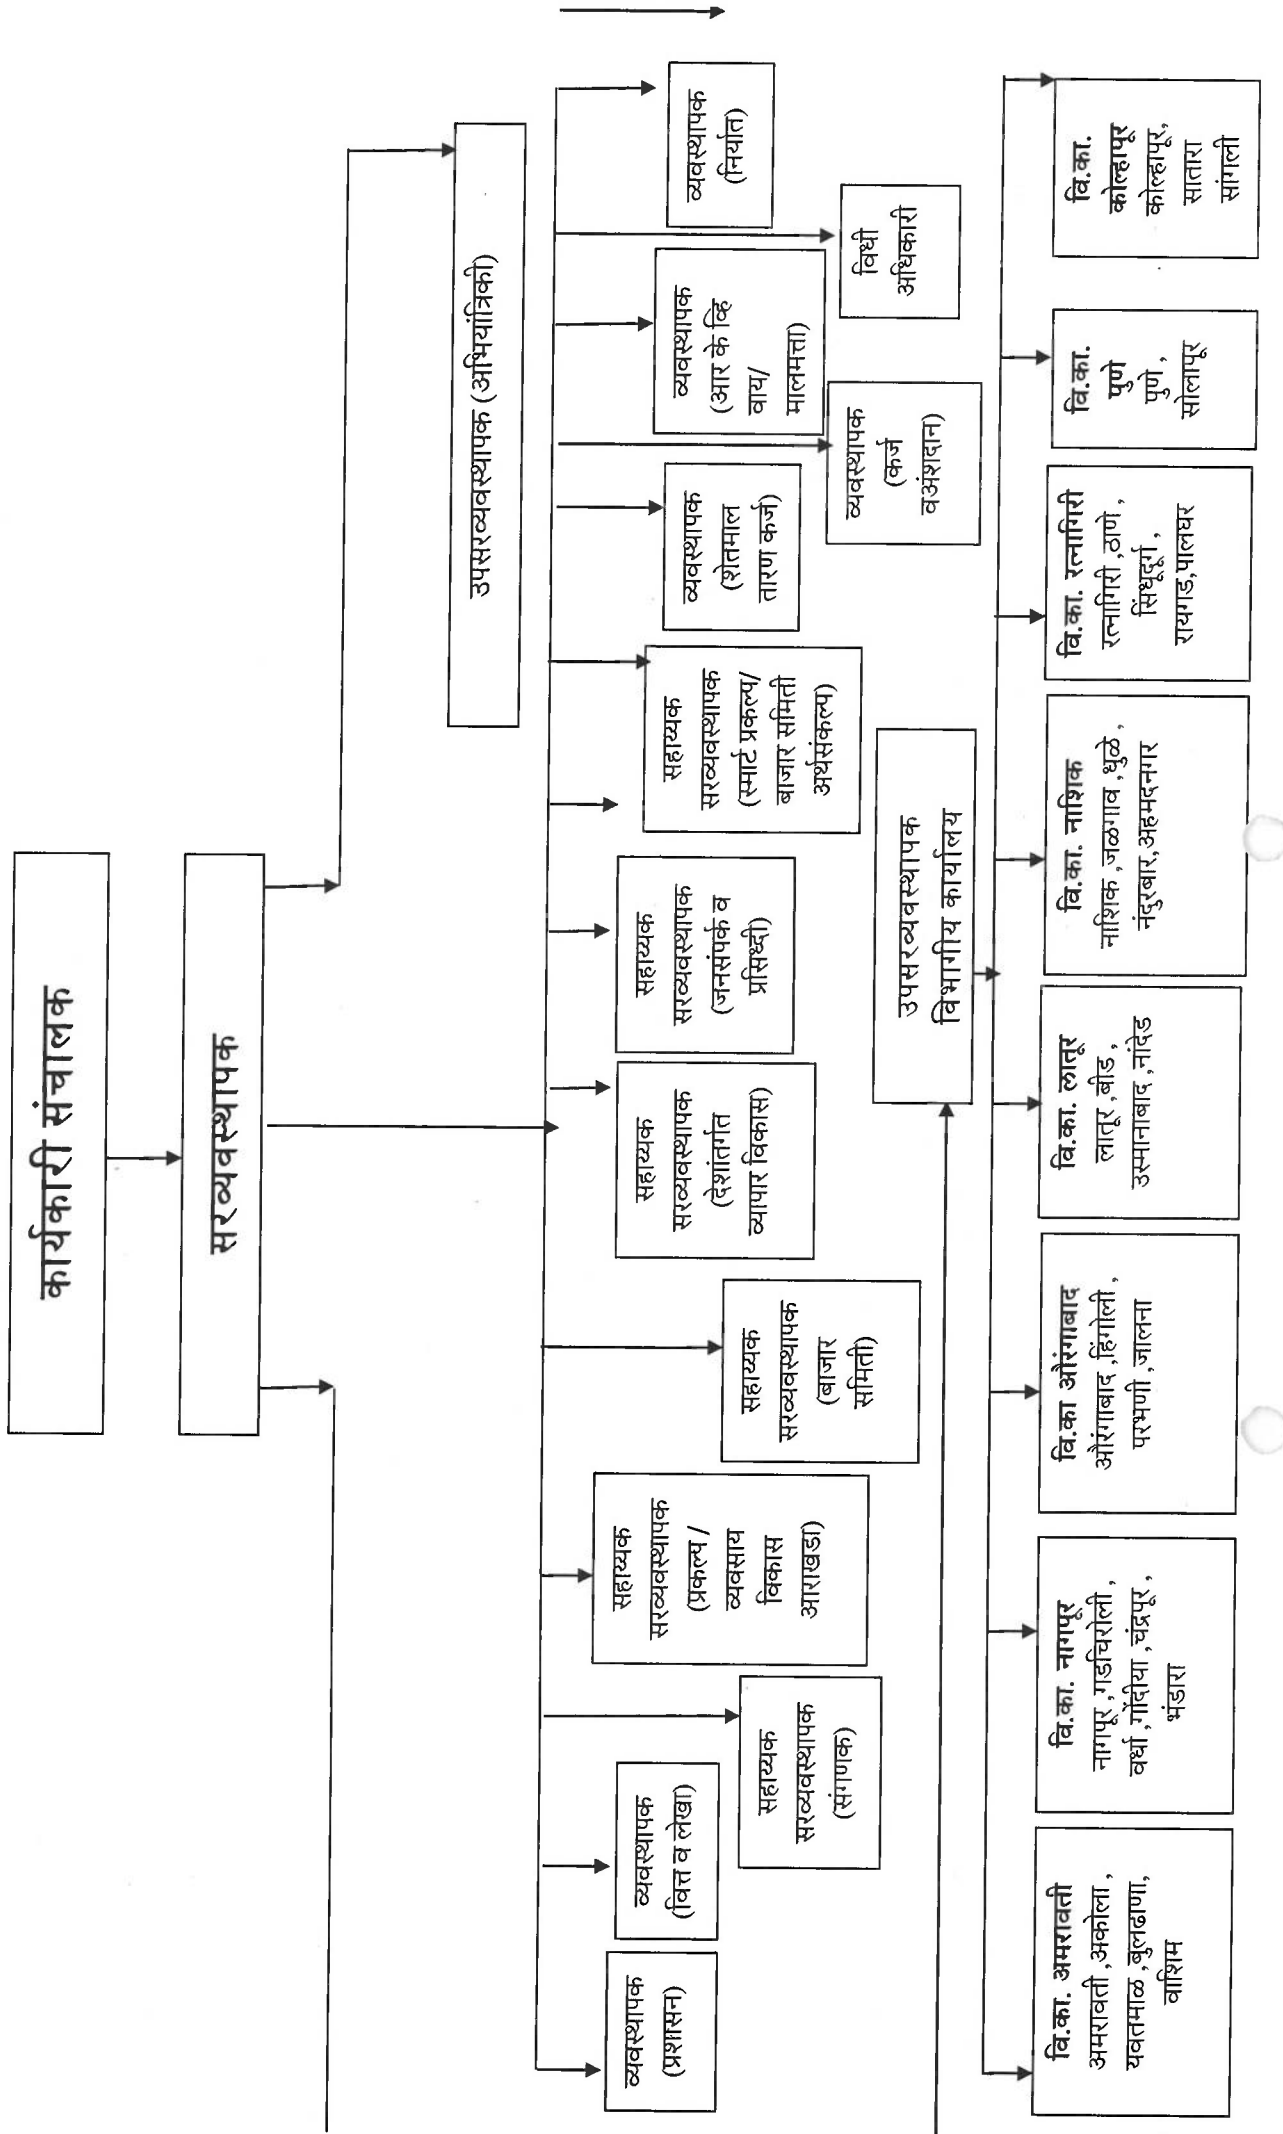 कार्यकारी संचालक
सरव्यवस्थापक
उपसरव्यवस्थापक (अभियांत्रिकी)
व्यवस्थापक
(प्रशासन)
व्यवस्थापक
(वित्त व लेखा)
सहाय्यक
सरव्यवस्थापक
(संगणक)
सहाय्यक
सरव्यवस्थापक
(प्रकल्प /
व्यवसाय
विकास
आराखडा)
सहाय्यक
सरव्यवस्थापक
(बाजार
समिती)
सहाय्यक
सरव्यवस्थापक
(देशांतर्गत
व्यापार विकास)
सहाय्यक
सरव्यवस्थापक
(जनसंपर्क व
प्रसिध्दी)
सहाय्यक
सरव्यवस्थापक
(स्मार्ट प्रकल्प/
बाजार समिती
अर्थसंकल्प)
व्यवस्थापक
(शेतमाल
तारण कर्ज)
व्यवस्थापक
(कर्ज
वअंशदान)
व्यवस्थापक
(आर के व्हि
वाय/
मालमत्ता)
विधी
अधिकारी
व्यवस्थापक
(निर्यात)
उपसरव्यवस्थापक
विभागीय कार्यालय
वि.का. अमरावती
अमरावती ,अकोला ,
यवतमाळ ,बुलढाणा,
वाशिम
वि.का. नागपूर
नागपूर ,गडचिरोली ,
वर्धा ,गोंदीया ,चंद्रपूर ,
भंडारा
वि.का औरंगाबाद
औरंगाबाद ,हिंगोली ,
परभणी ,जालना
वि.का. लातूर
लातूर ,बीड ,
उस्मानाबाद ,नांदेड
वि.का. नाशिक
नाशिक ,जळगाव ,धुळे ,
नंदुरबार,अहमदनगर
वि.का. रत्नागिरी
रत्नागिरी ,ठाणे ,
सिंधूदूर्ग ,
रायगड,पालघर
वि.का.
पुणे
पुणे ,
सोलापूर
वि.का.
कोल्हापूर
कोल्हापूर,
सातारा
सांगली